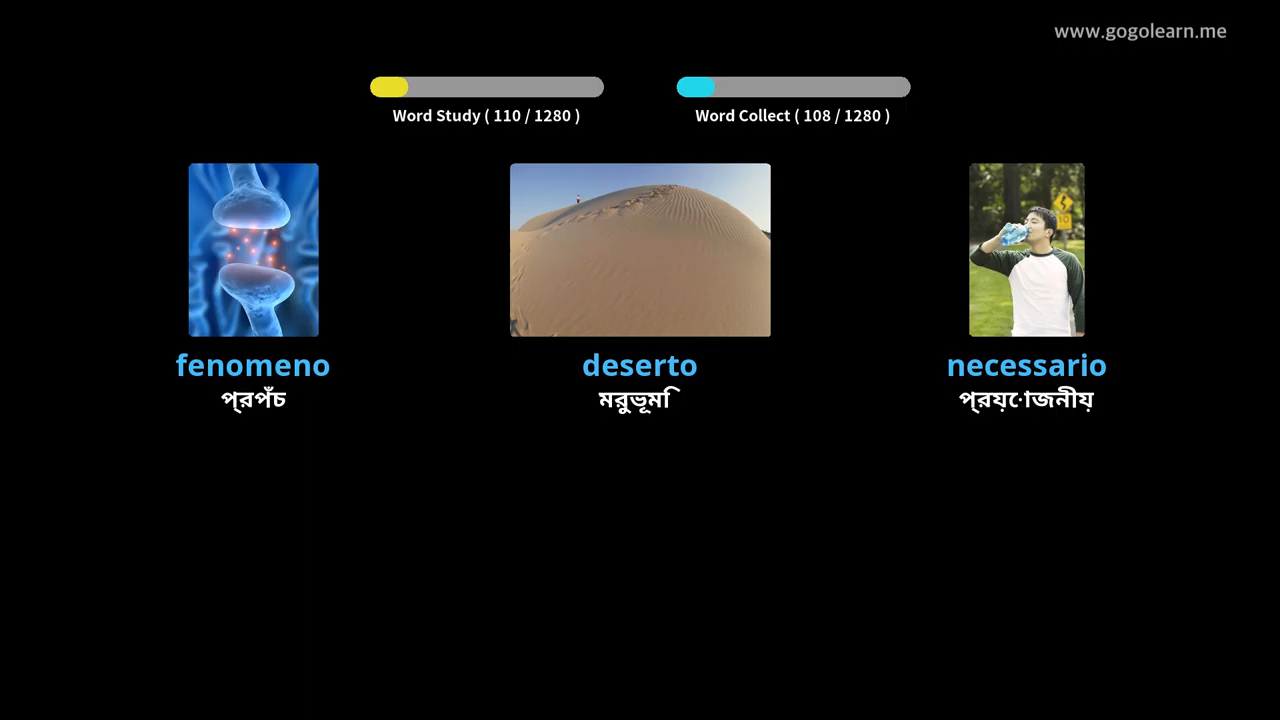 www.gogolearn.me
Word Study ( 110 / 1280 )
Word Collect ( 108 / 1280 )
fenomeno
প্রপঁচ
deserto
মরুভূমি
necessario
প্রয়োজনীয়